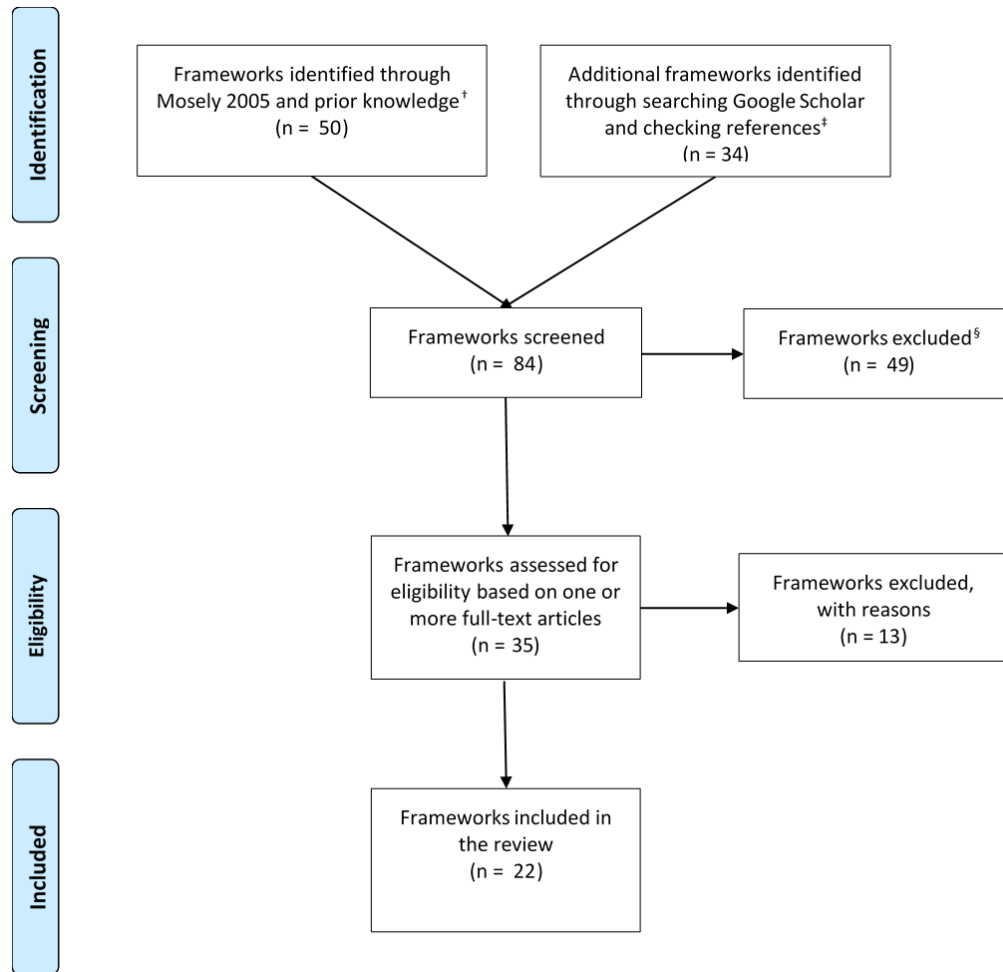 Identification
Frameworks identified through
Mosely 2005 and prior knowledge†
(n = 50)
Additional frameworks identified
through searching Google Scholar
and checking references‡
(n = 34)
Screening
Frameworks screened
(n = 84)
Frameworks excluded§
(n = 49)
Eligibility
Frameworks assessed for
eligibility based on one or
more full-text articles
(n = 35)
Frameworks excluded,
with reasons
(n = 13)
Included
Frameworks included in
the review
(n = 22)